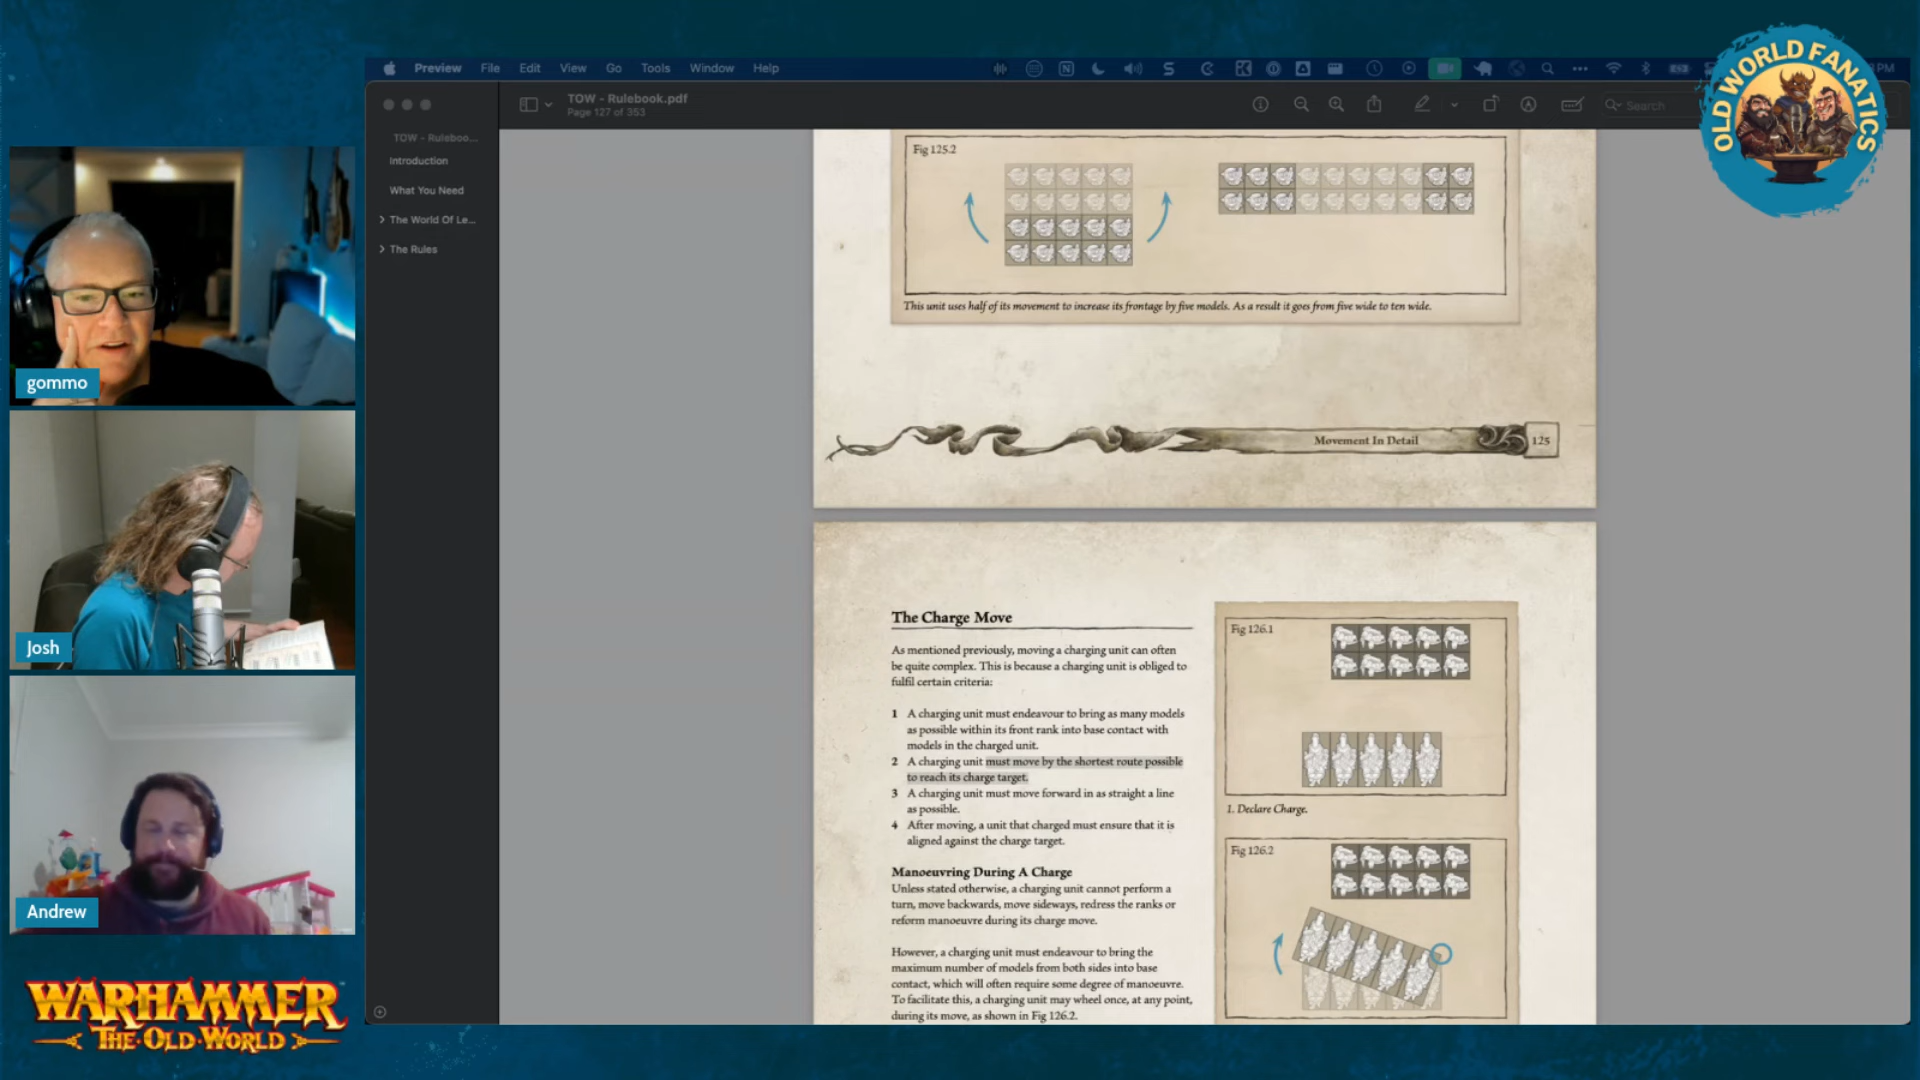 Preview File Edit View Go Tools Window Help
PM
OLD WORLD FANATICS
TOW - Rulebook.pdf
Page 127 of 353
Search
TOW - Ruleboo...
Introduction
What You Need
The World Of Le...
The Rules
gommo
Josh
Andrew
WARHAMMER
THE OLD WORLD
Fig 125.2
This unit uses half of its movement to increase its frontage by five models. As a result it goes from five wide to ten wide.
Movement In Detail
125
The Charge Move
As mentioned previously, moving a charging unit can often
be quite complex. This is because a charging unit is obliged to
fulfil certain criteria:
1 A charging unit must endeavour to bring as many models
as possible within its front rank into base contact with
models in the charged unit.
2 A charging unit must move by the shortest route possible
to reach its charge target.
3 A charging unit must move forward in as straight a line
as possible.
4 After moving, a unit that charged must ensure that it is
aligned against the charge target.
Manoeuvring During A Charge
Unless stated otherwise, a charging unit cannot perform a
turn, move backwards, move sideways, redress the ranks or
reform manoeuvre during its charge move.
However, a charging unit must endeavour to bring the
maximum number of models from both sides into base
contact, which will often require some degree of manoeuvre.
To facilitate this, a charging unit may wheel once, at any point,
during its move, as shown in Fig 126.2.
Fig 126.1
1. Declare Charge.
Fig 126.2